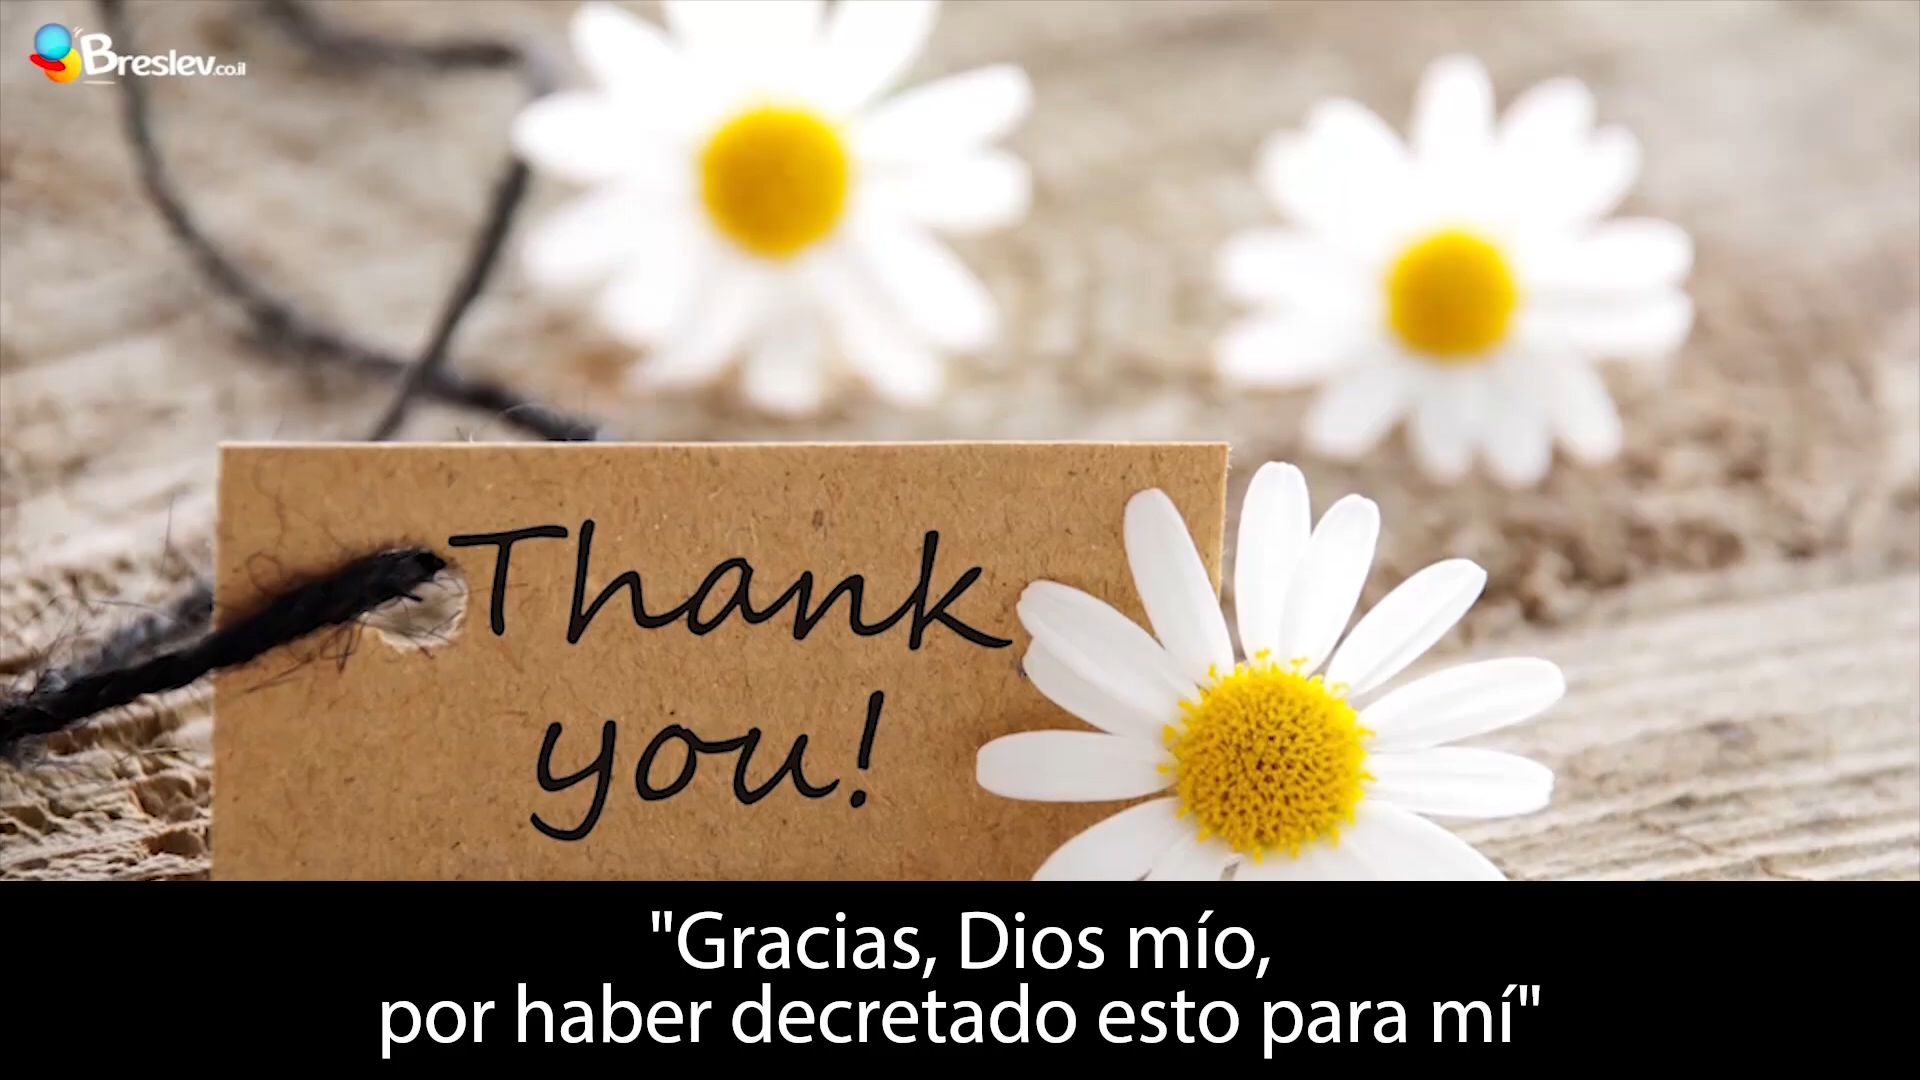 Breslev.co.il
Thank
you!
"Gracias, Dios mío,
por haber decretado esto para mí"